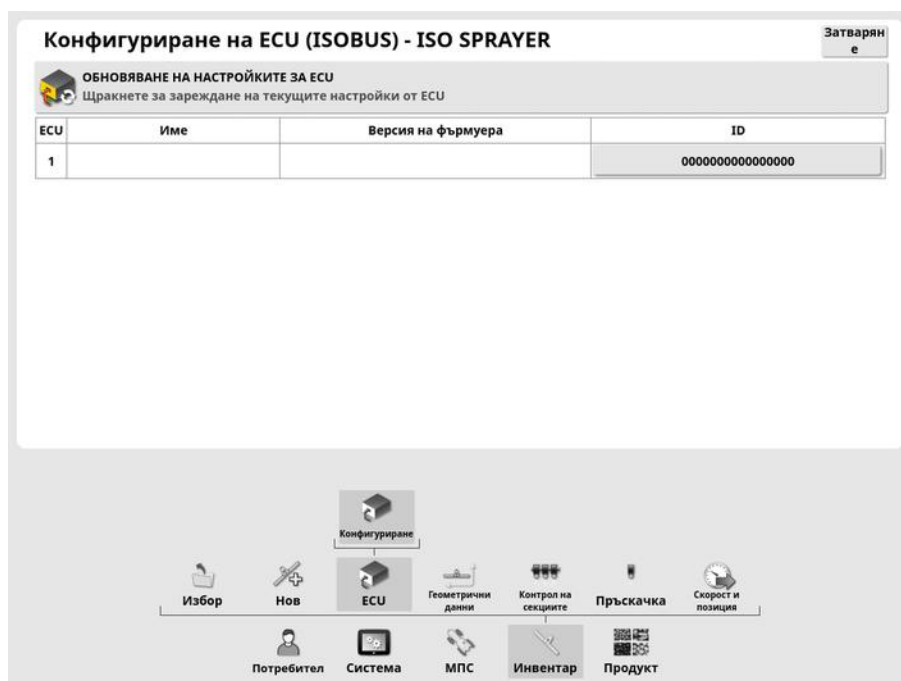 Конфигуриране на ECU (ISOBUS) - ISO SPRAYER
Затварян
е
ОБНОВЯВАНЕ НА НАСТРОЙКИТЕ ЗА ECU
Щракнете за зареждане на текущите настройки от ECU
ECU Име Версия на фърмуера ID
1 0000000000000000
Конфигуриране
Избор Нов ECU Геометрични данни Контрол на секциите Пръскачка Скорост и позиция
Потребител Система МПС Инвентар Продукт